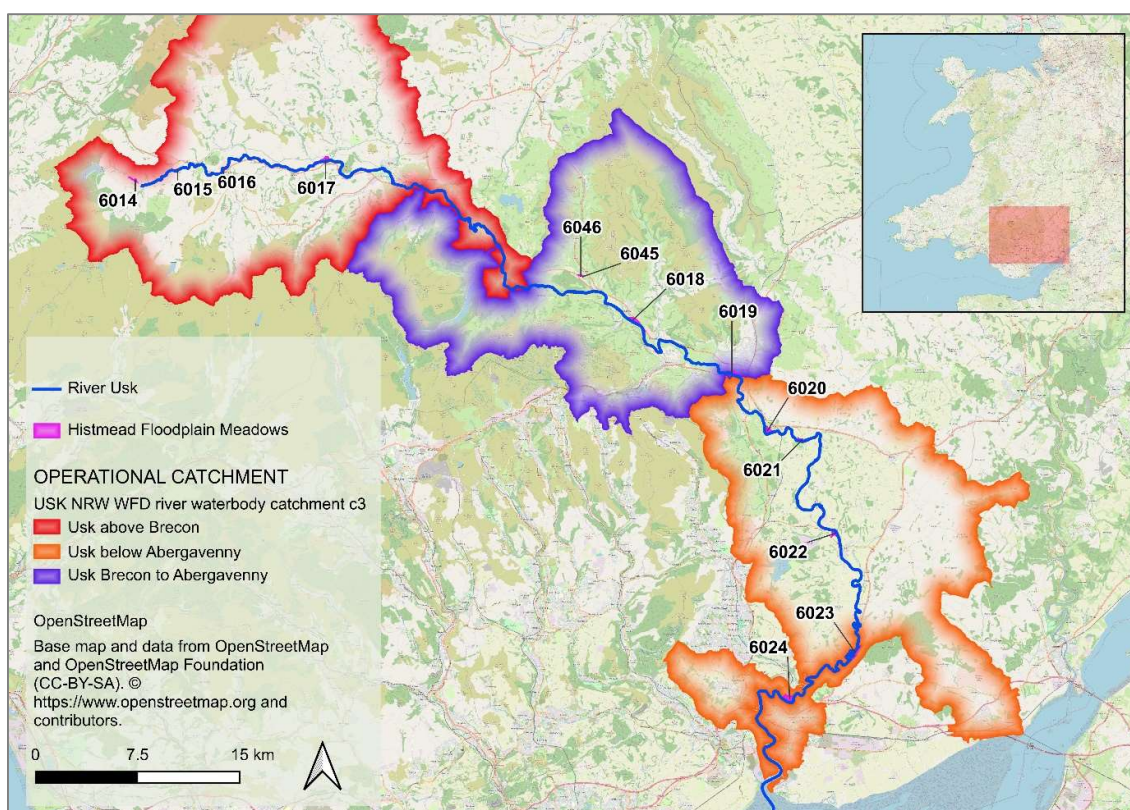 6014
6015
6016
6017
6046
6045
6018
6019
6020
6021
6022
6023
6024
River Usk
Histmead Floodplain Meadows
OPERATIONAL CATCHMENT
USK NRW WFD river waterbody catchment c3
Usk above Brecon
Usk below Abergavenny
Usk Brecon to Abergavenny
OpenStreetMap
Base map and data from OpenStreetMap
and OpenStreetMap Foundation
(CC-BY-SA). ©
https://www.openstreetmap.org and
contributors.
0 7.5 15 km